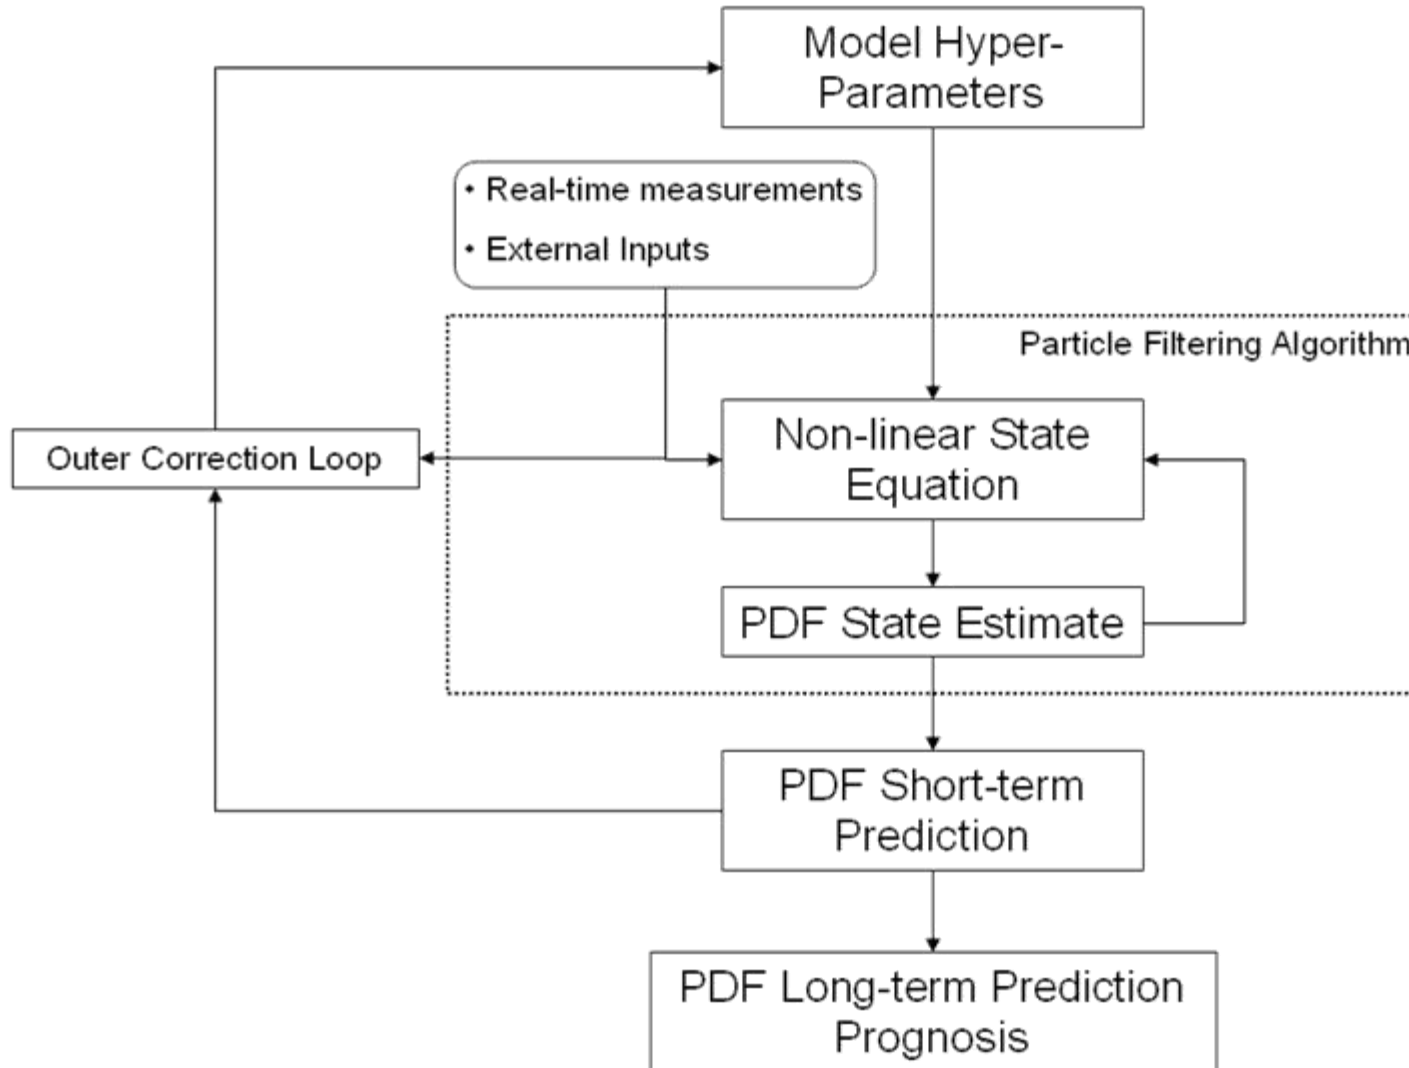 Model Hyper-
Parameters
• Real-time measurements
• External Inputs
Particle Filtering Algorithm
Non-linear State
Equation
Outer Correction Loop
PDF State Estimate
PDF Short-term
Prediction
PDF Long-term Prediction
Prognosis